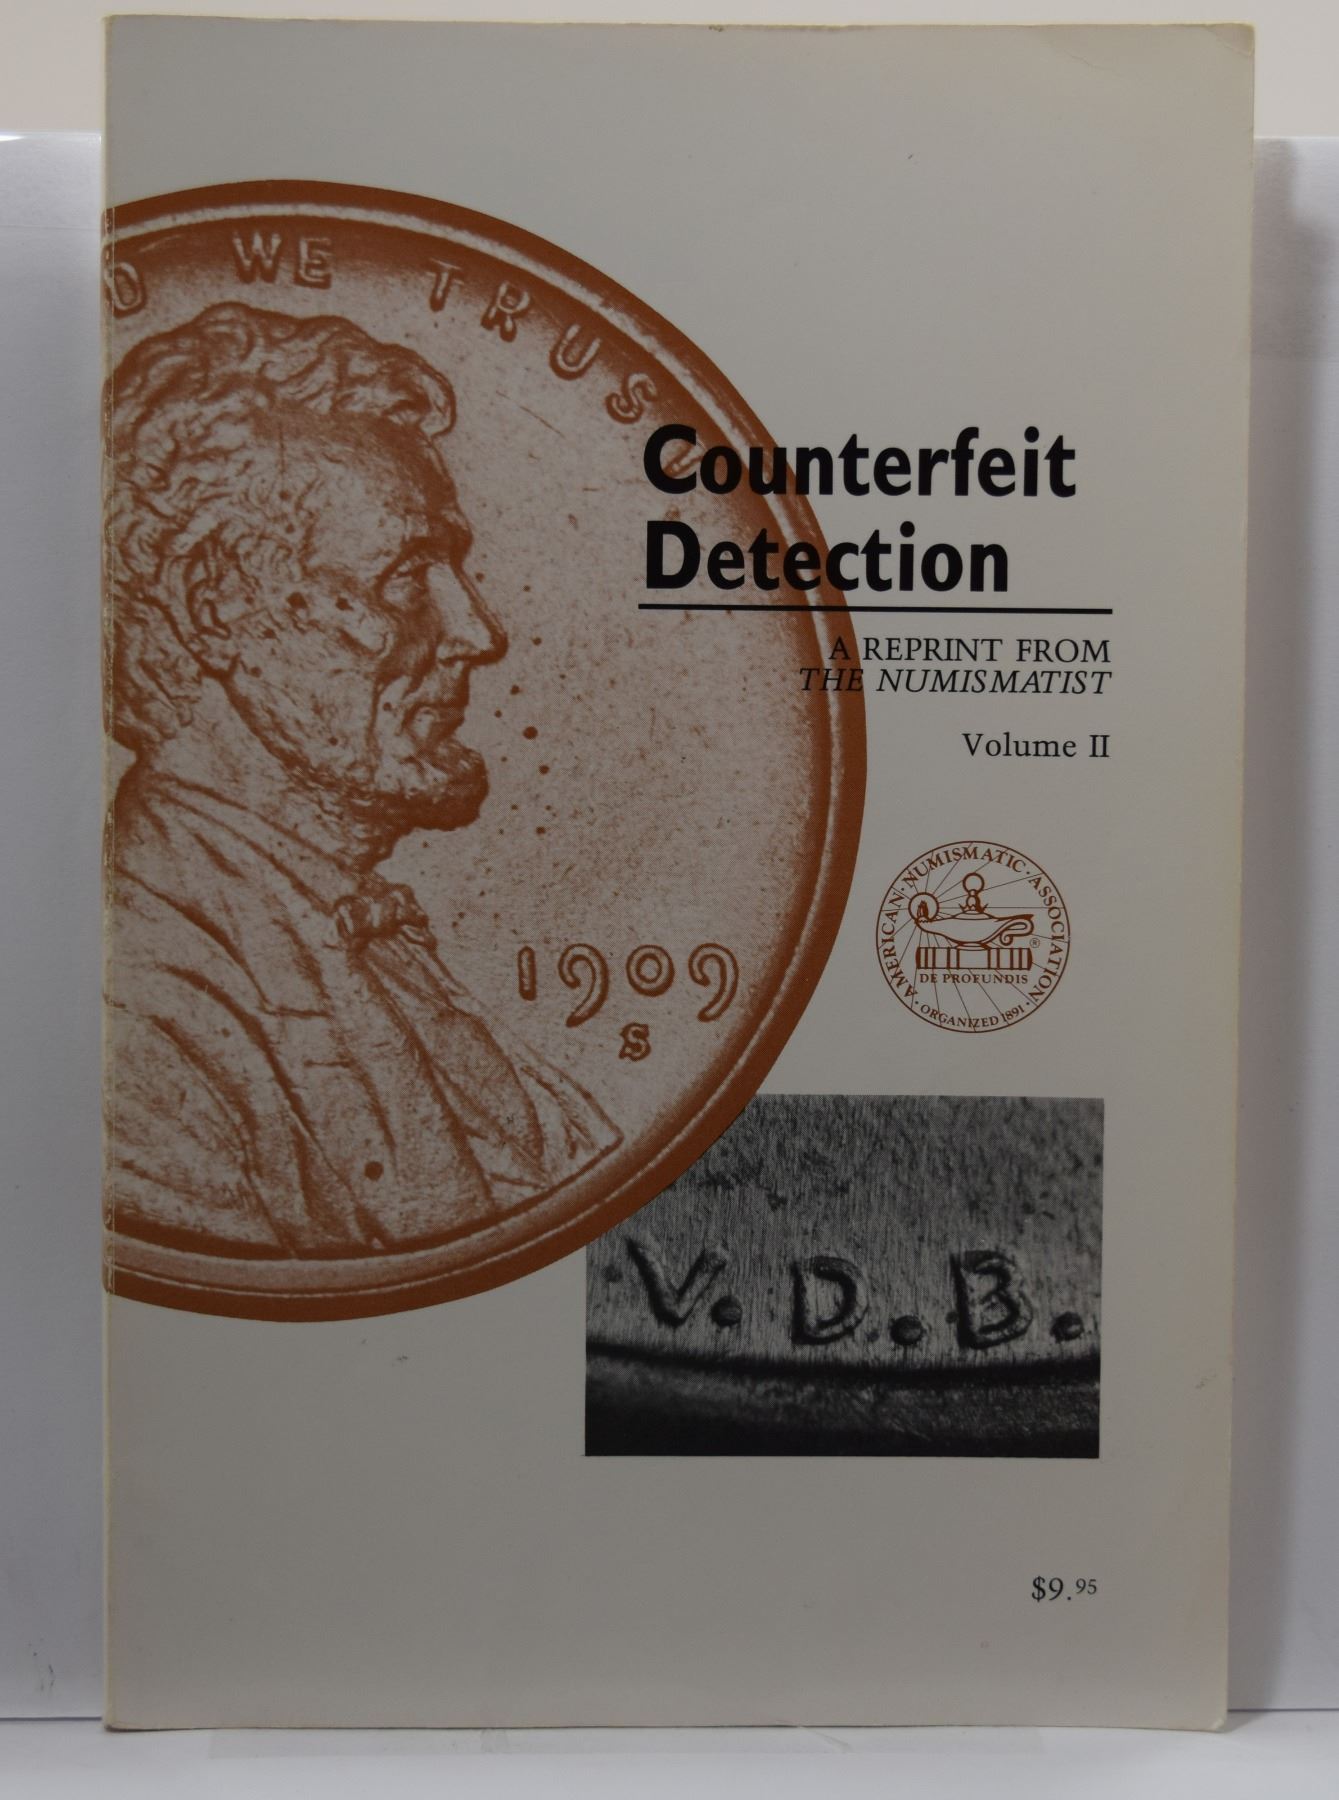 D WE TRUS
Counterfeit
Detection
A REPRINT FROM
THE NUMISMATIST
Volume II
AMERICAN · NUMISMATIC · ASSOCIATION
®
DE PROFUNDIS
· ORGANIZED 1891 ·
1909
S
V. D. B.
$9.95